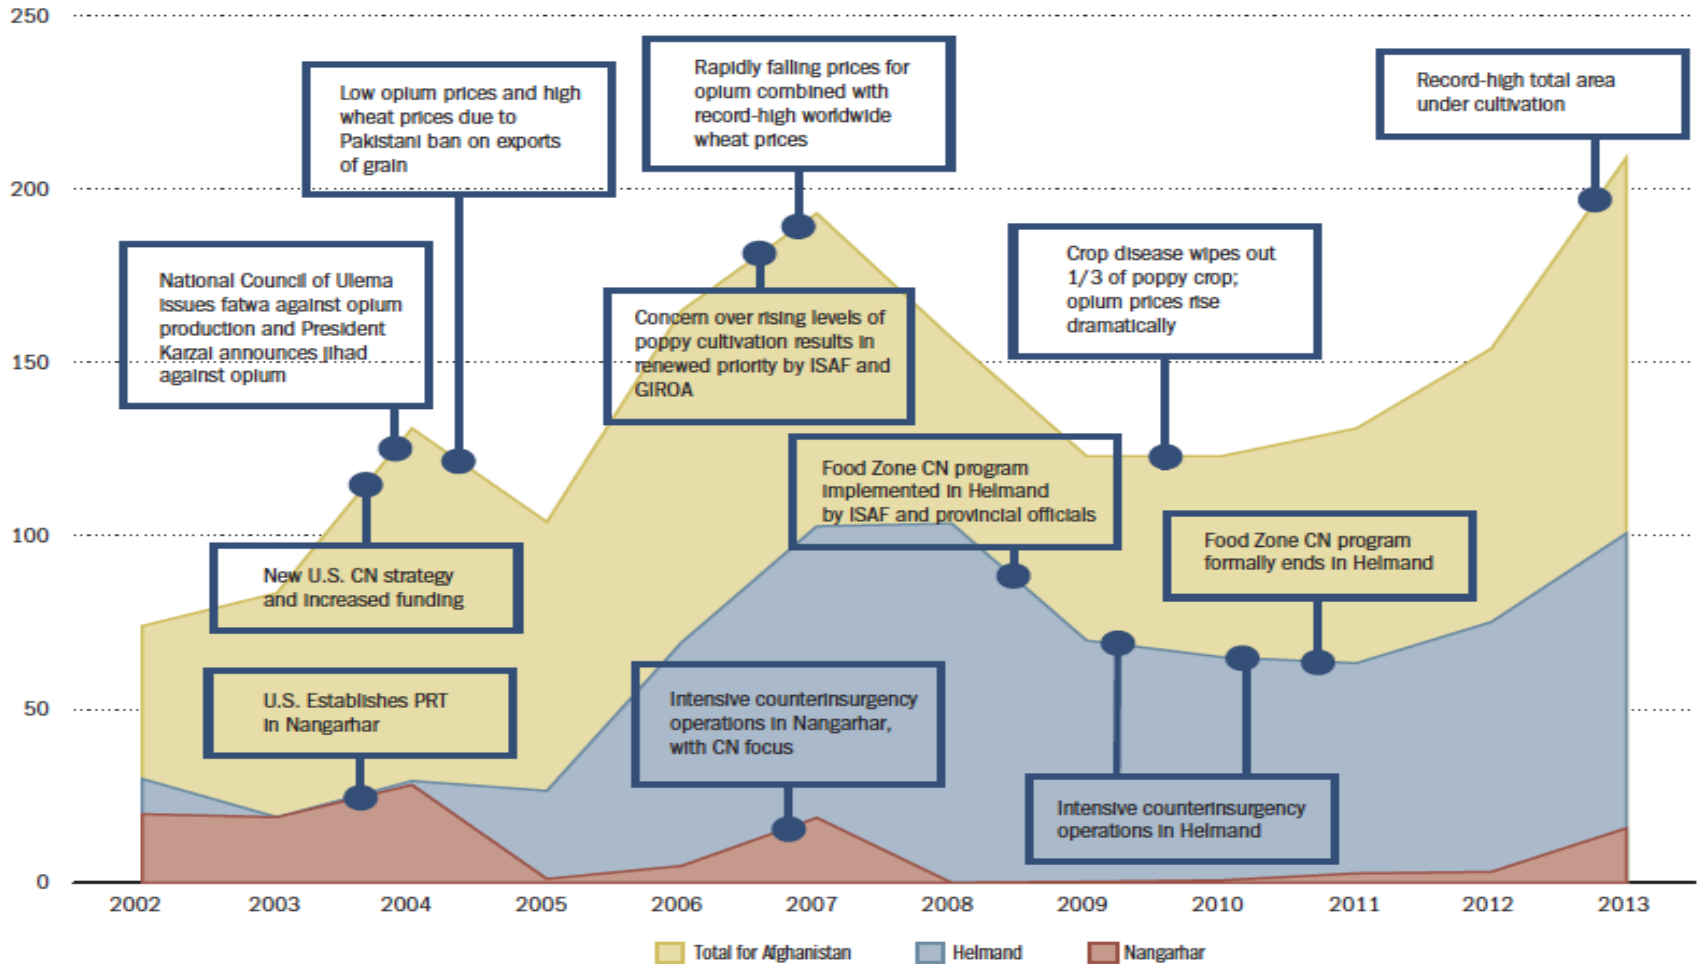 250
200
150
100
50
0
Low opium prices and high
wheat prices due to
Pakistani ban on exports
of grain
Rapidly falling prices for
opium combined with
record-high worldwide
wheat prices
Record-high total area
under cultivation
National Council of Ulema
issues fatwa against opium
production and President
Karzai announces jihad
against opium
Concern over rising levels of
poppy cultivation results in
renewed priority by ISAF and
GIROA
Crop disease wipes out
1/3 of poppy crop;
opium prices rise
dramatically
Food Zone CN program
implemented in Helmand
by ISAF and provincial officials
New U.S. CN strategy
and increased funding
Food Zone CN program
formally ends in Helmand
U.S. Establishes PRT
in Nangarhar
Intensive counterinsurgency
operations in Nangarhar,
with CN focus
Intensive counterinsurgency
operations in Helmand
2002 2003 2004 2005 2006 2007 2008 2009 2010 2011 2012 2013
Total for Afghanistan Helmand Nangarhar